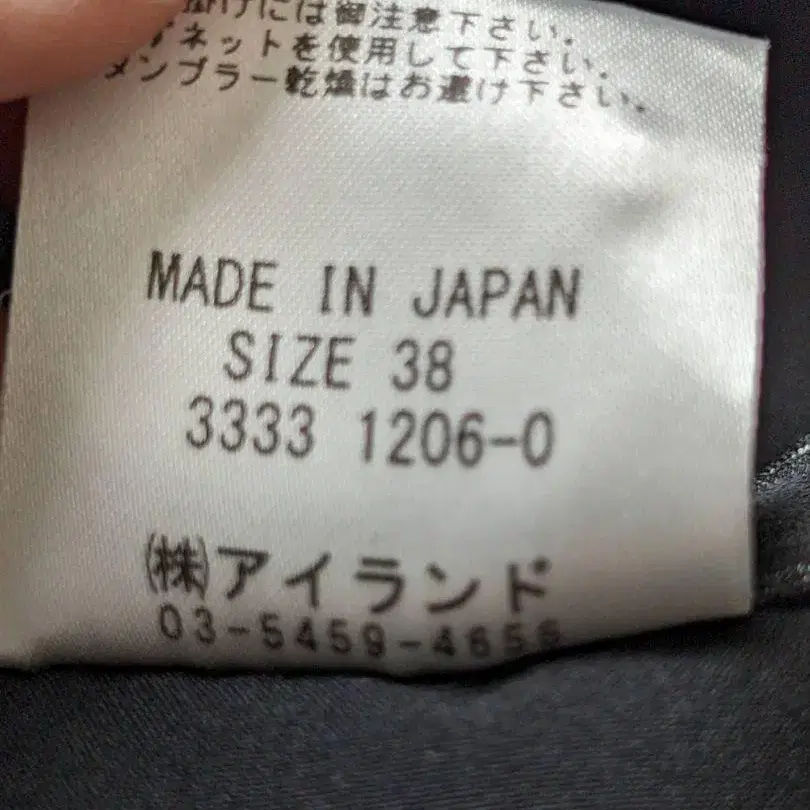 掛けには御注意下さい。
ネットを使用して下さい。
タンブラー乾燥はお避け下さい。
MADE IN JAPAN
SIZE 38
3333 1206-0
㈱アイランド
03-5459-4656